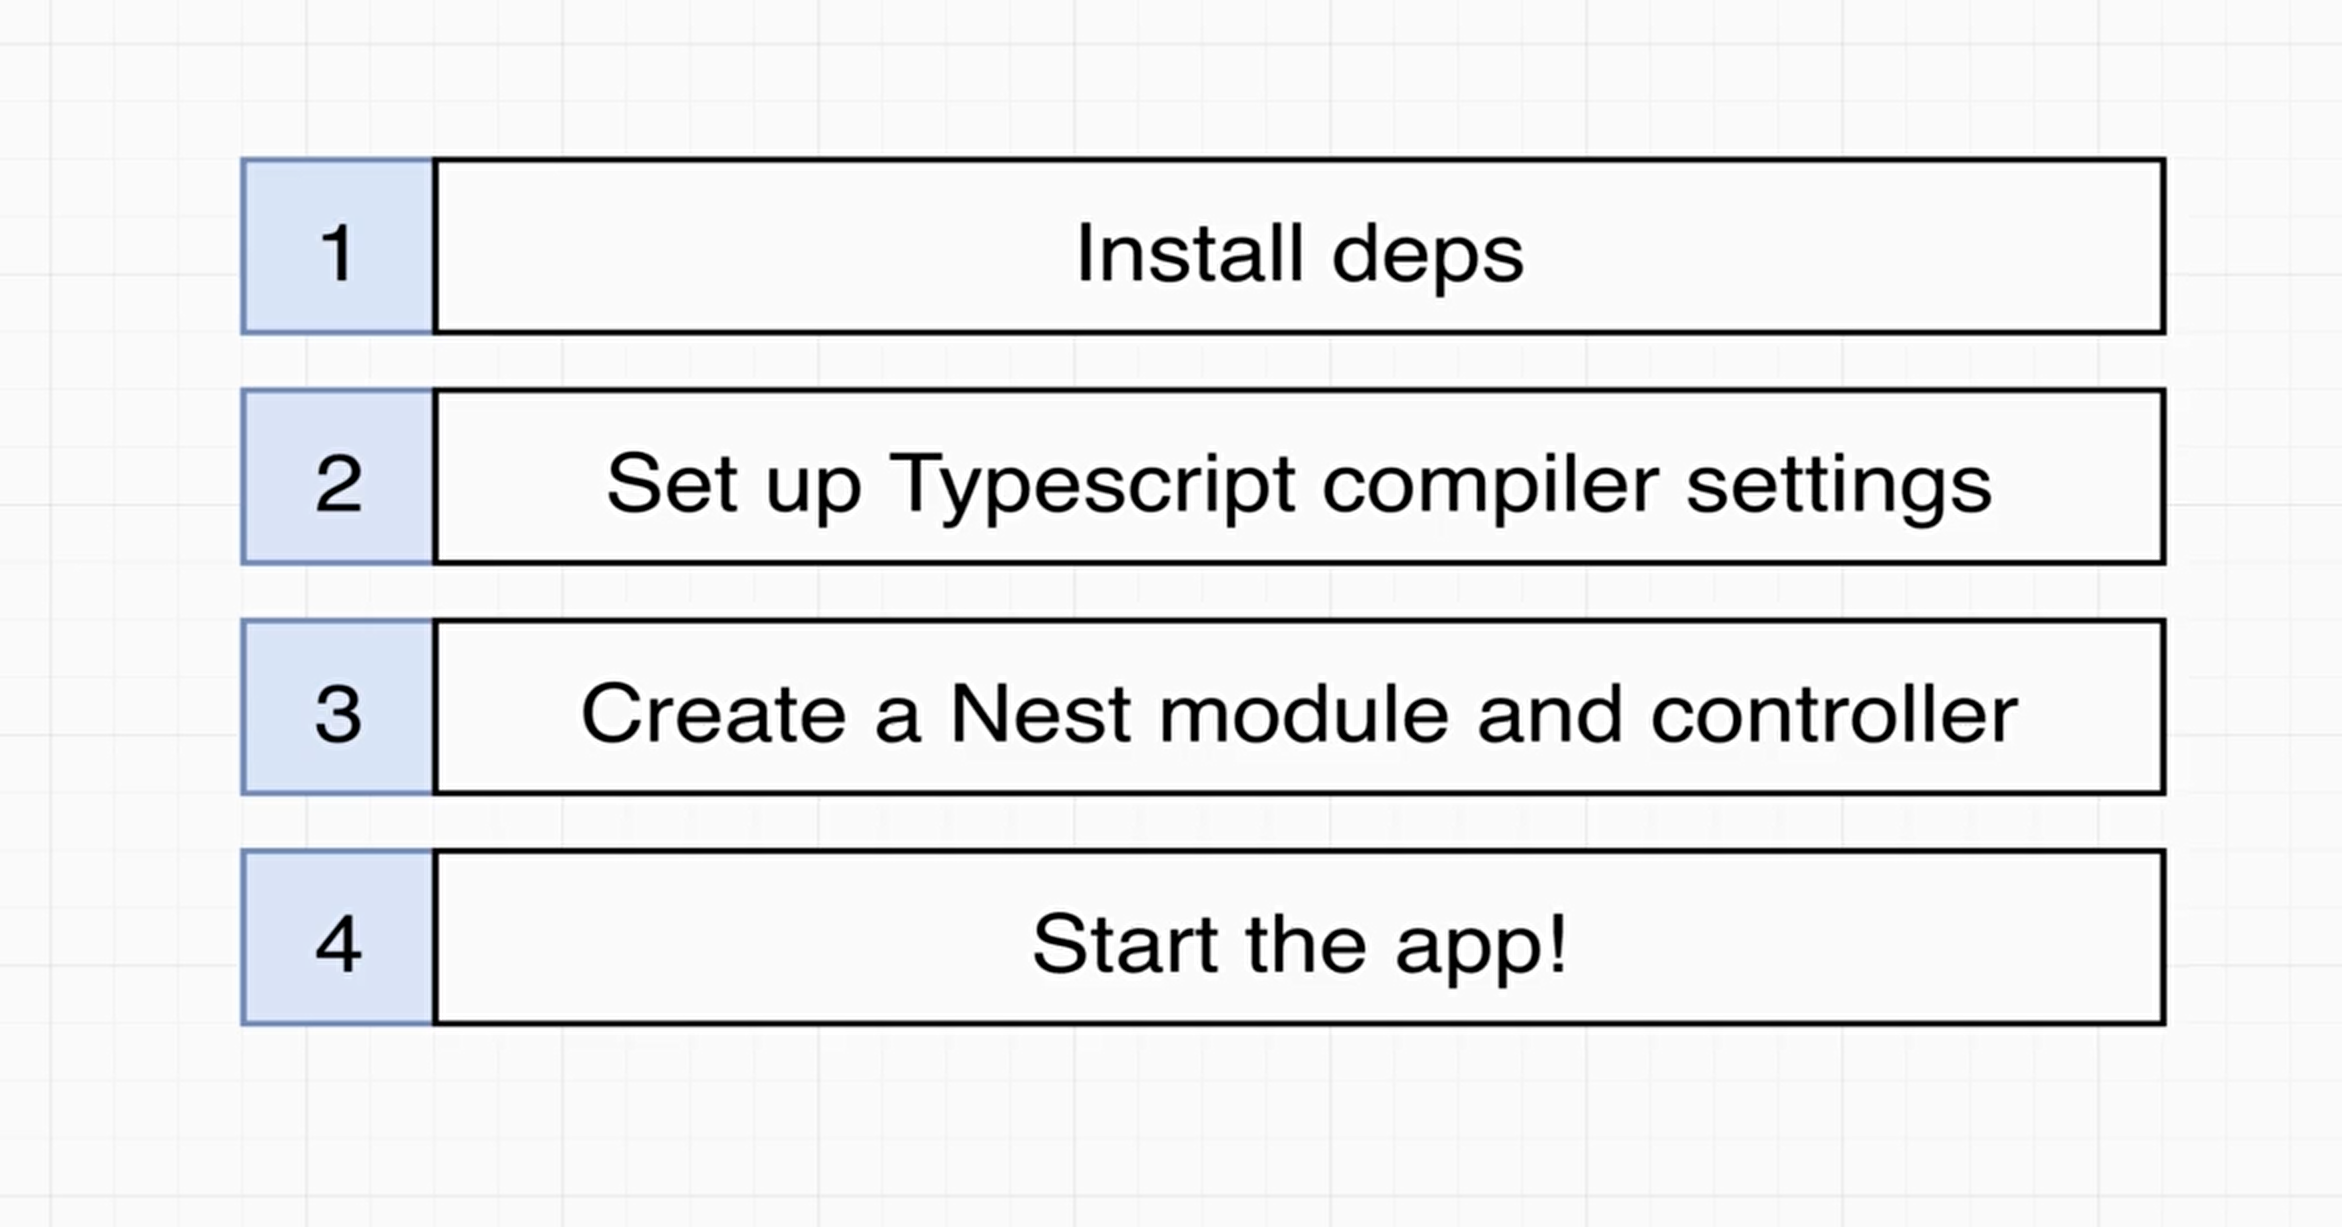 1 Install deps
2 Set up Typescript compiler settings
3 Create a Nest module and controller
4 Start the app!